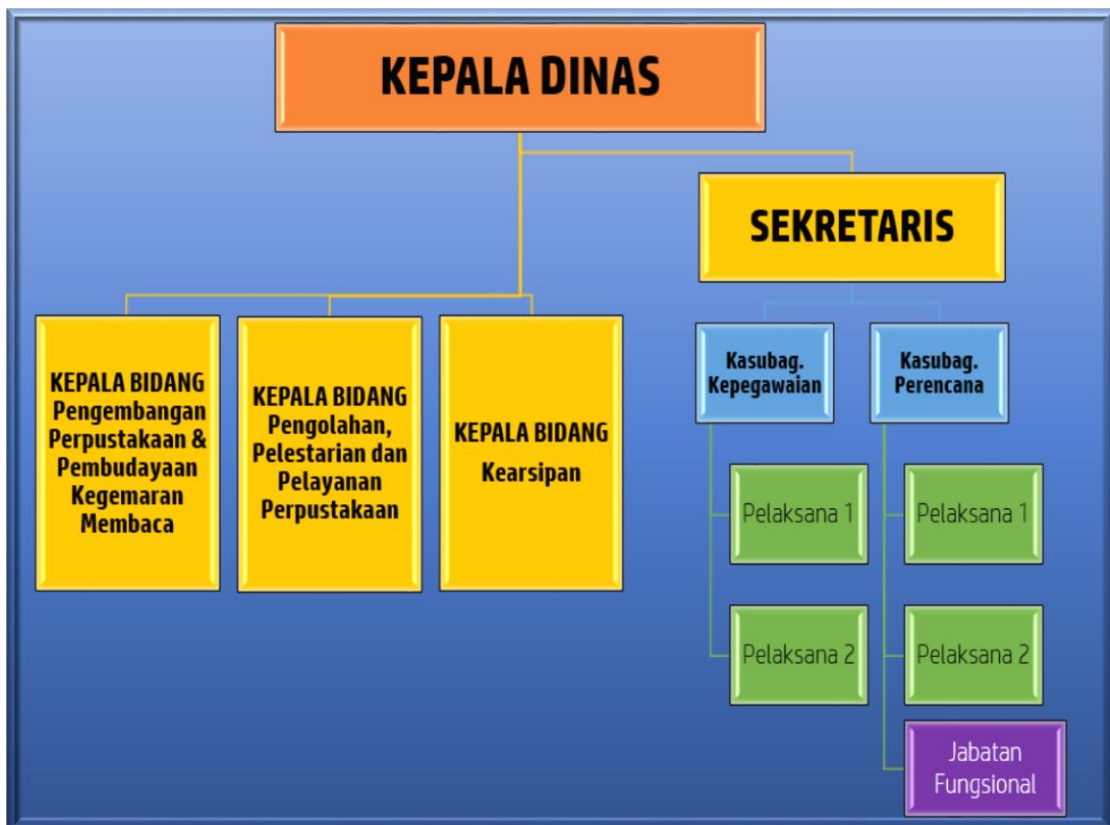 KEPALA DINAS
SEKRETARIS
KEPALA BIDANG
Pengembangan
Perpustakaan &
Pembudayaan
Kegemaran
Membaca
KEPALA BIDANG
Pengolahan,
Pelestarian dan
Pelayanan
Perpustakaan
KEPALA BIDANG
Kearsipan
Kasubag.
Kepegawaian
Kasubag.
Perencana
Pelaksana 1
Pelaksana 1
Pelaksana 2
Pelaksana 2
Jabatan
Fungsional